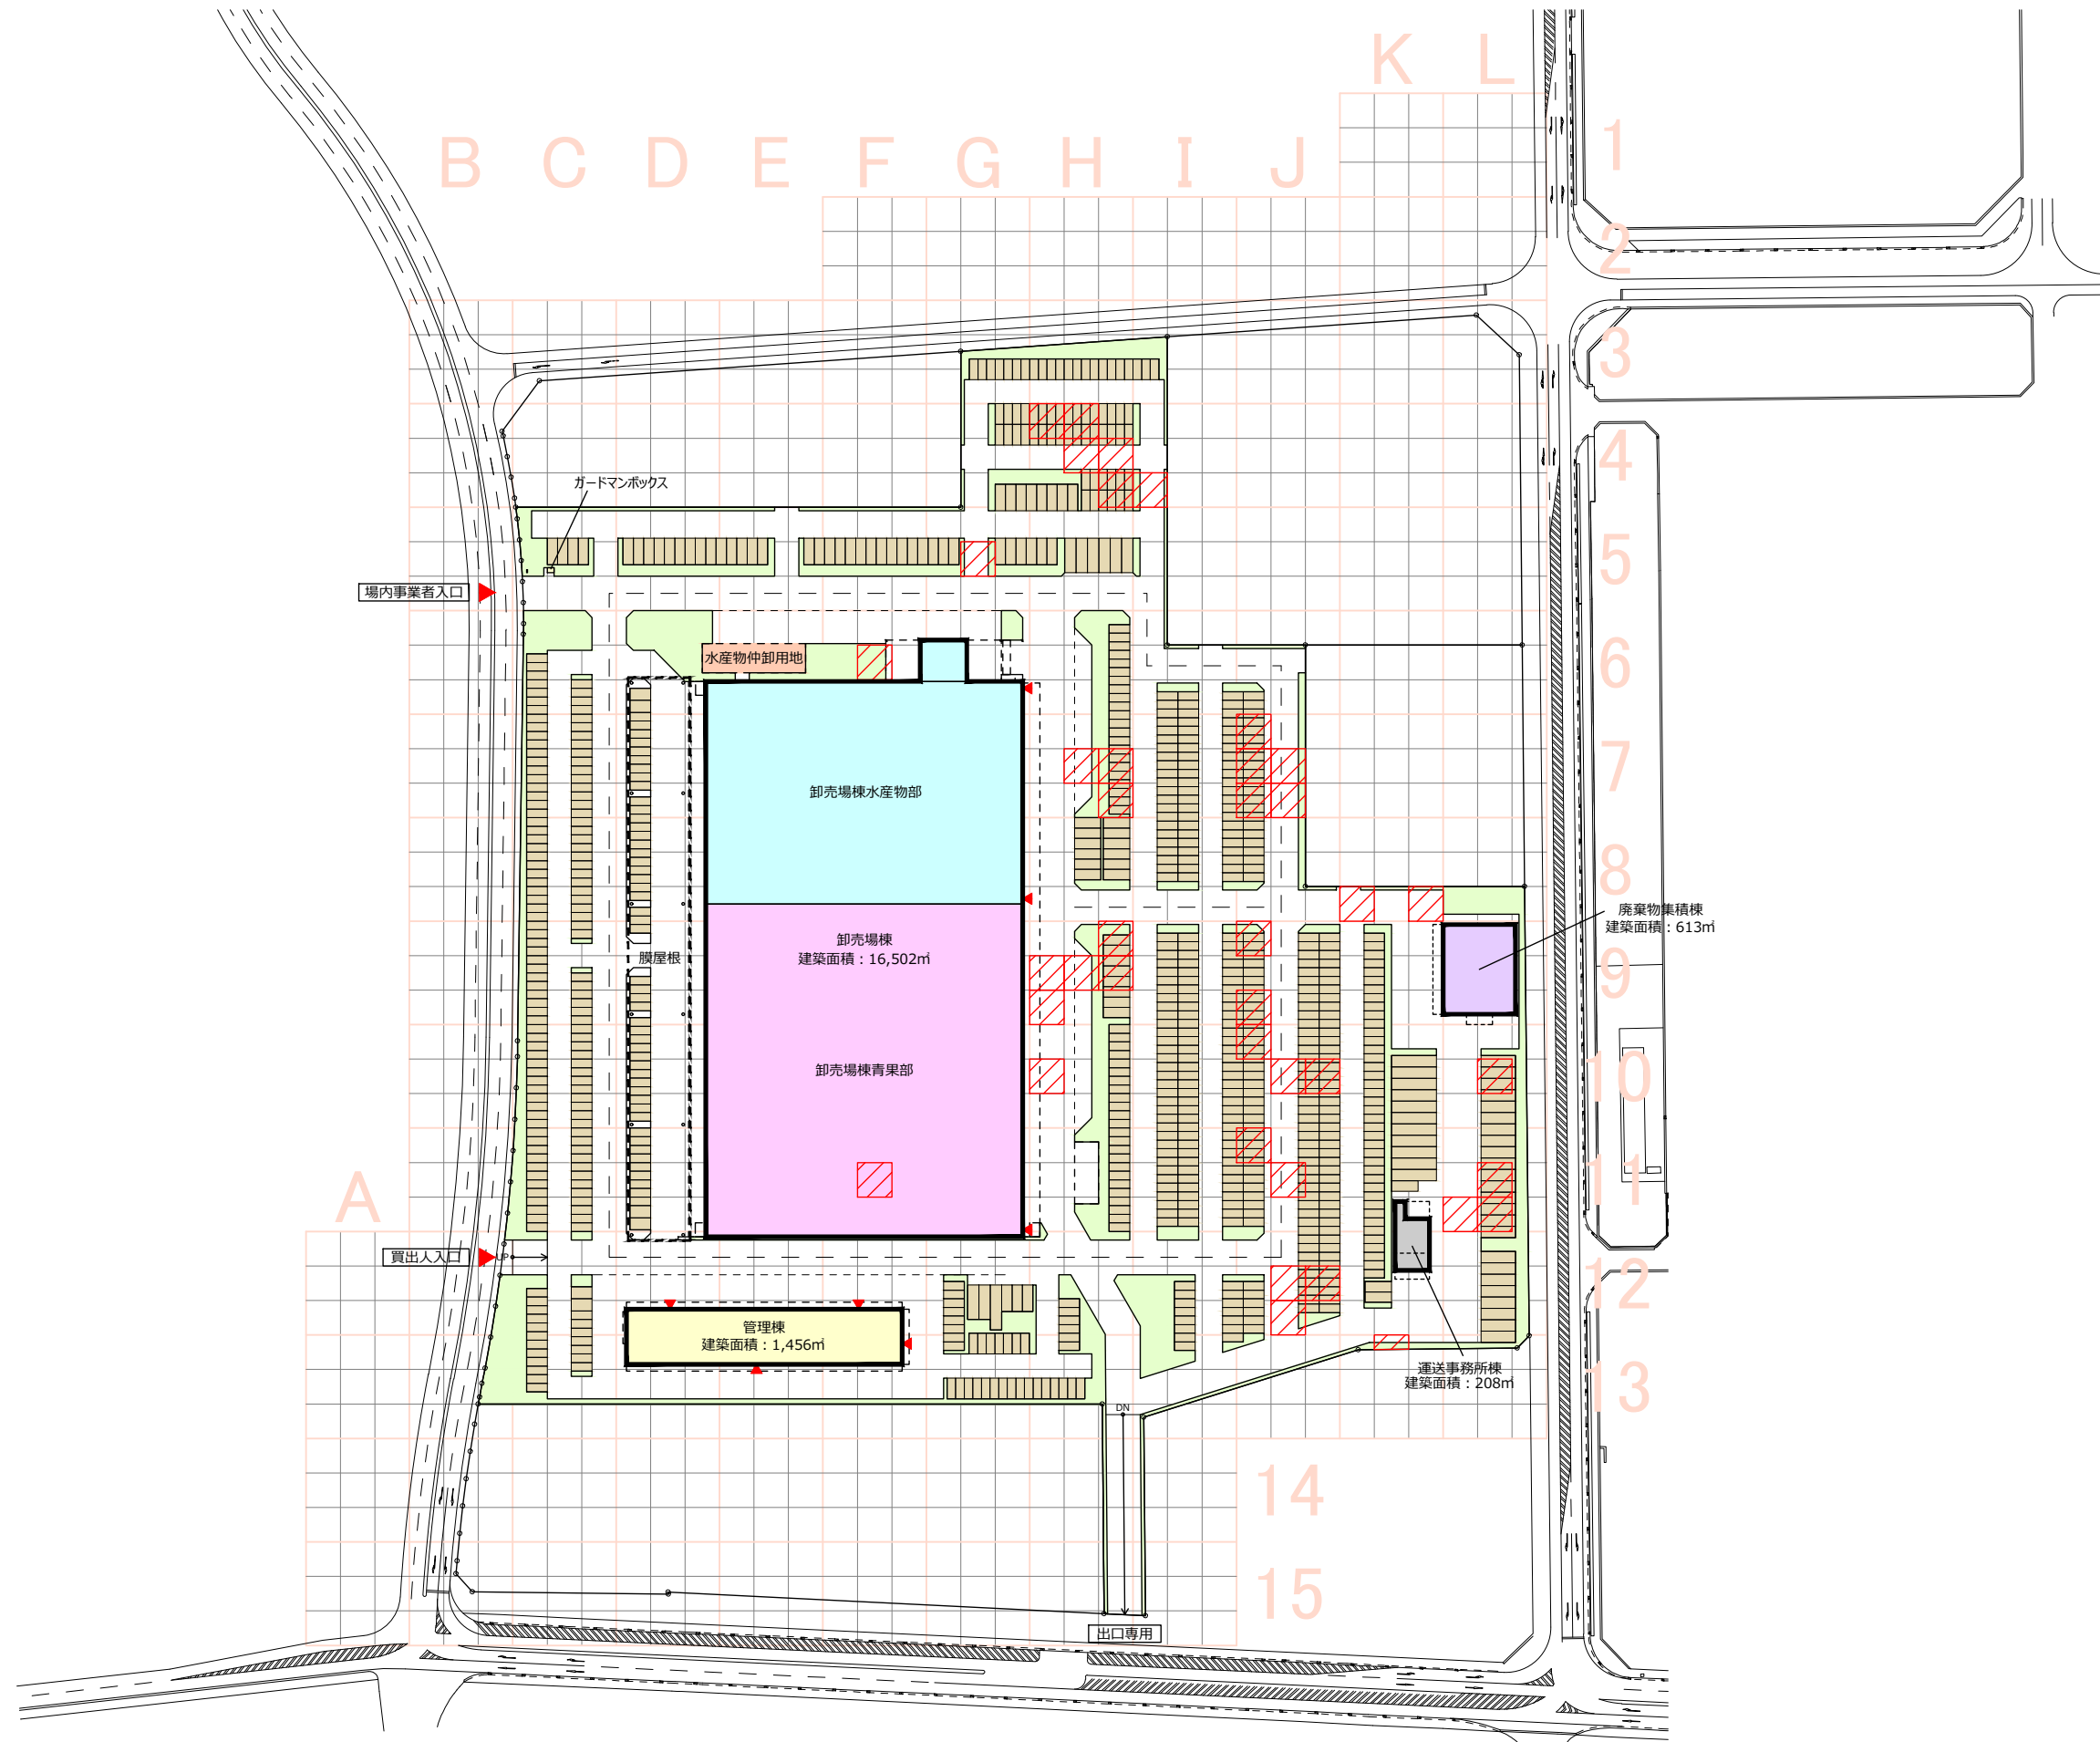 K L
B C D E F G H I J
1
2
3
4
ガードマンボックス
5
場内事業者入口
6
水産物仲卸用地
7
卸売場棟水産物部
8
廃棄物集積棟
建築面積:613㎡
卸売場棟
建築面積:16,502㎡
膜屋根
9
卸売場棟青果部
10
11
A
買出人入口
UP
12
管理棟
建築面積:1,456㎡
運送事務所棟
建築面積:208㎡
13
DN
14
15
出口専用